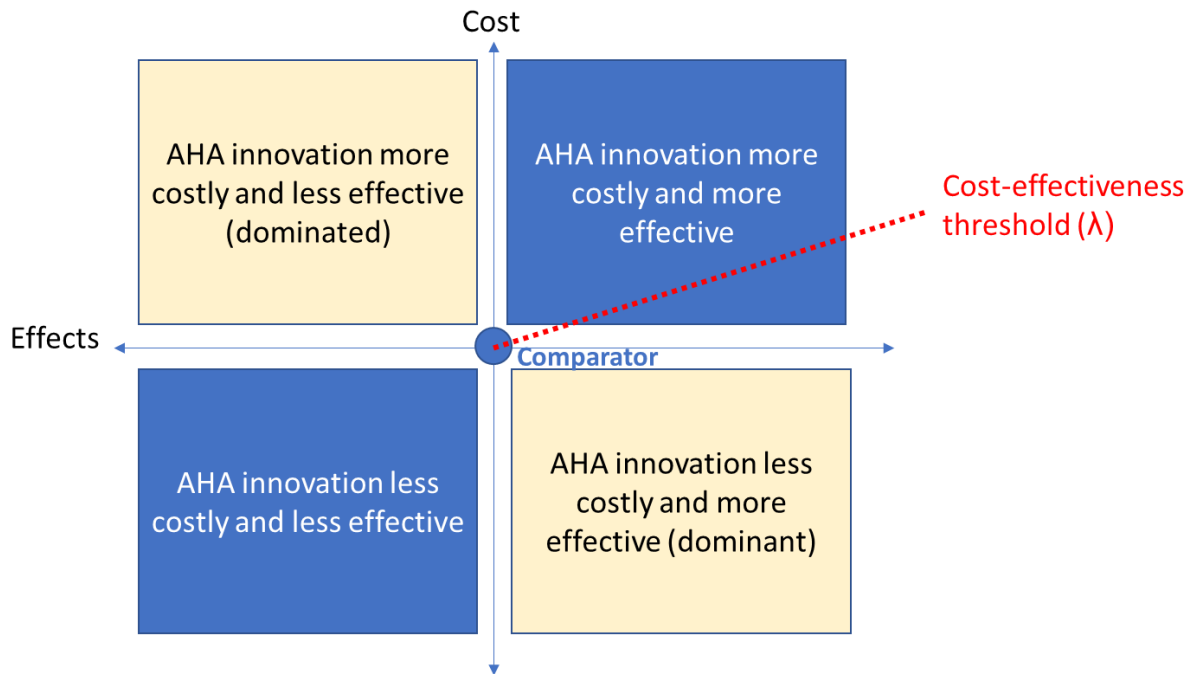 Cost
AHA innovation more
costly and less effective
(dominated)
AHA innovation more
costly and more
effective
Cost-effectiveness
threshold (λ)
Effects
Comparator
AHA innovation less
costly and less effective
AHA innovation less
costly and more
effective (dominant)